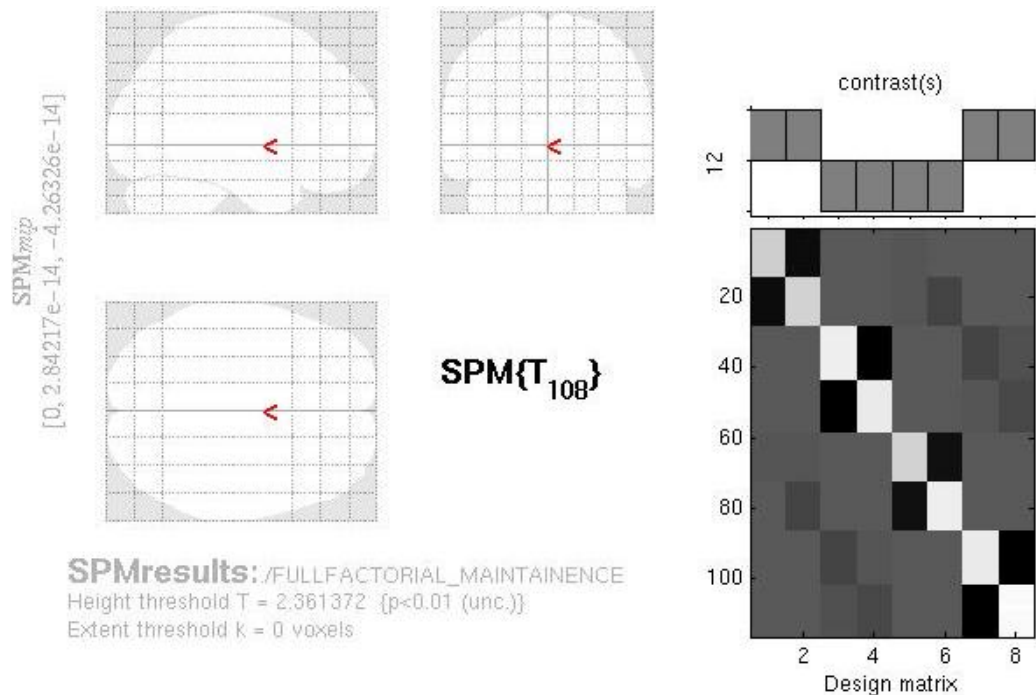 SPMmip
[0, 2.84217e-14, -4.26326e-14]
SPM{T108}
SPMresults: ./FULLFACTORIAL_MAINTAINENCE
Height threshold T = 2.361372 {p<0.01 (unc.)}
Extent threshold k = 0 voxels
contrast(s)
12
20
40
60
80
100
2 4 6 8
Design matrix